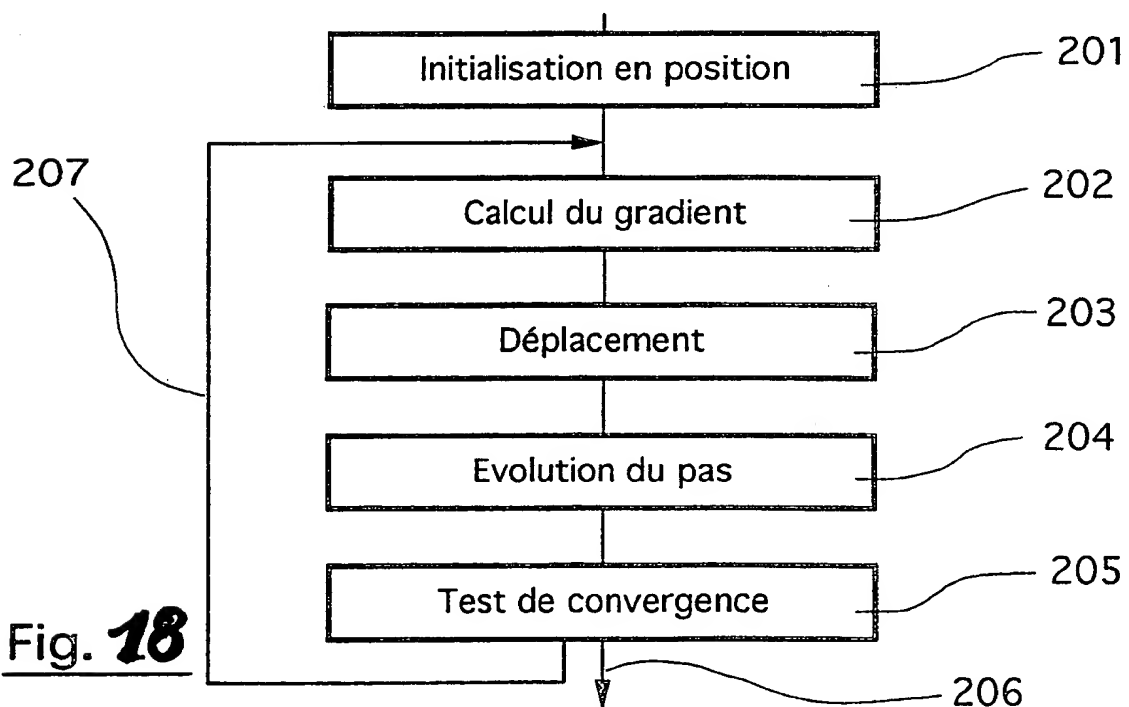 Initialisation en position
201
207
Calcul du gradient
202
Déplacement
203
Evolution du pas
204
Test de convergence
205
Fig. 18
206